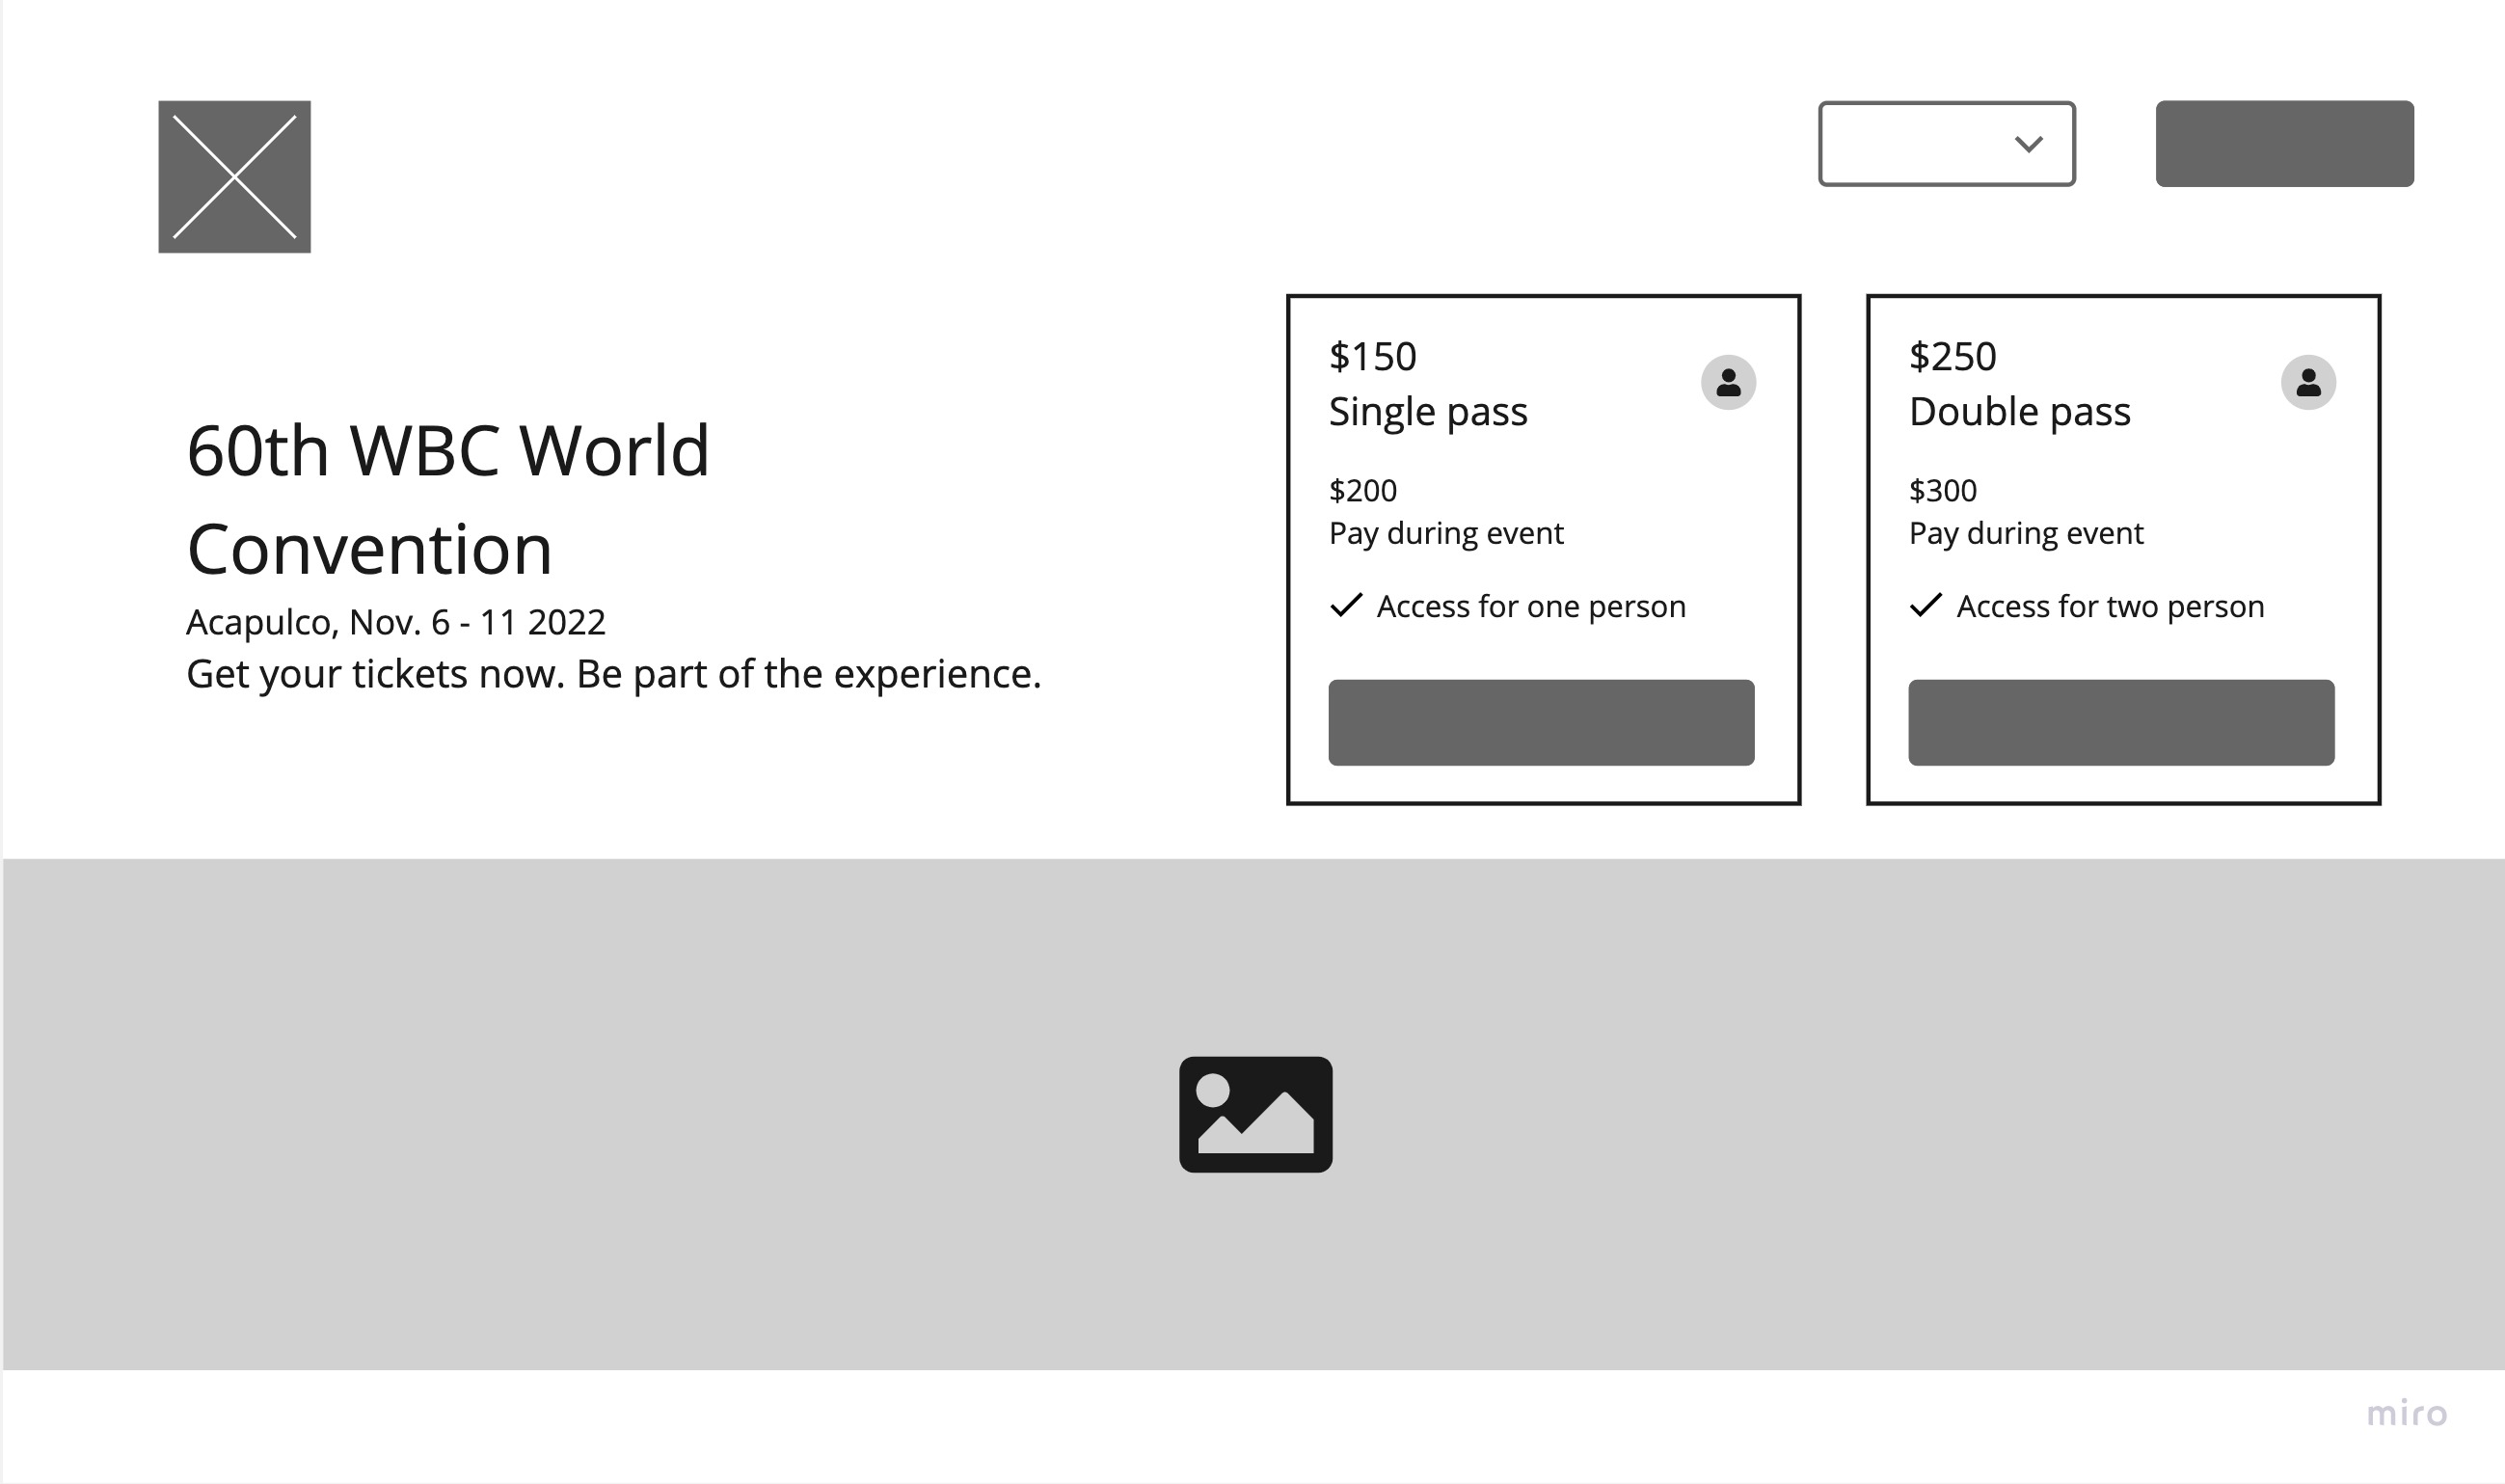 60th WBC World
Convention
Acapulco, Nov. 6 - 11 2022
Get your tickets now. Be part of the experience.
$150
Single pass
$200
Pay during event
Access for one person
$250
Double pass
$300
Pay during event
Access for two person
miro